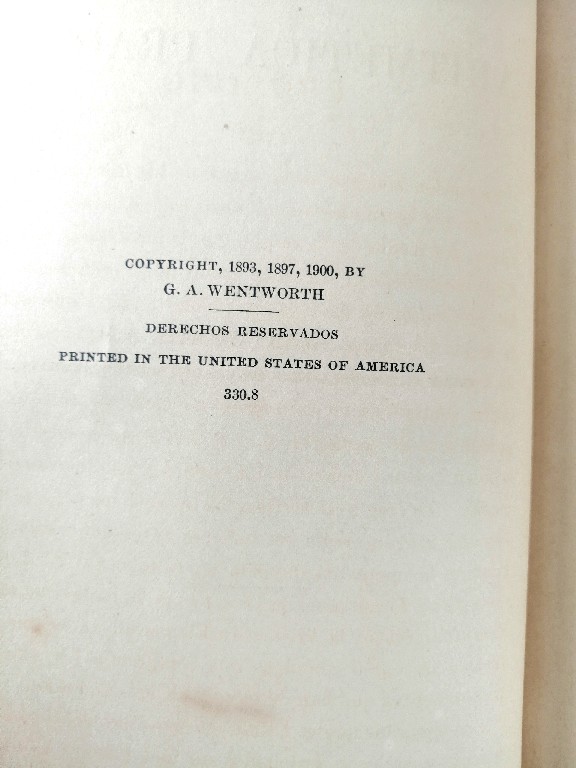 COPYRIGHT, 1893, 1897, 1900, BY
G. A. WENTWORTH
DERECHOS RESERVADOS
PRINTED IN THE UNITED STATES OF AMERICA
330.8